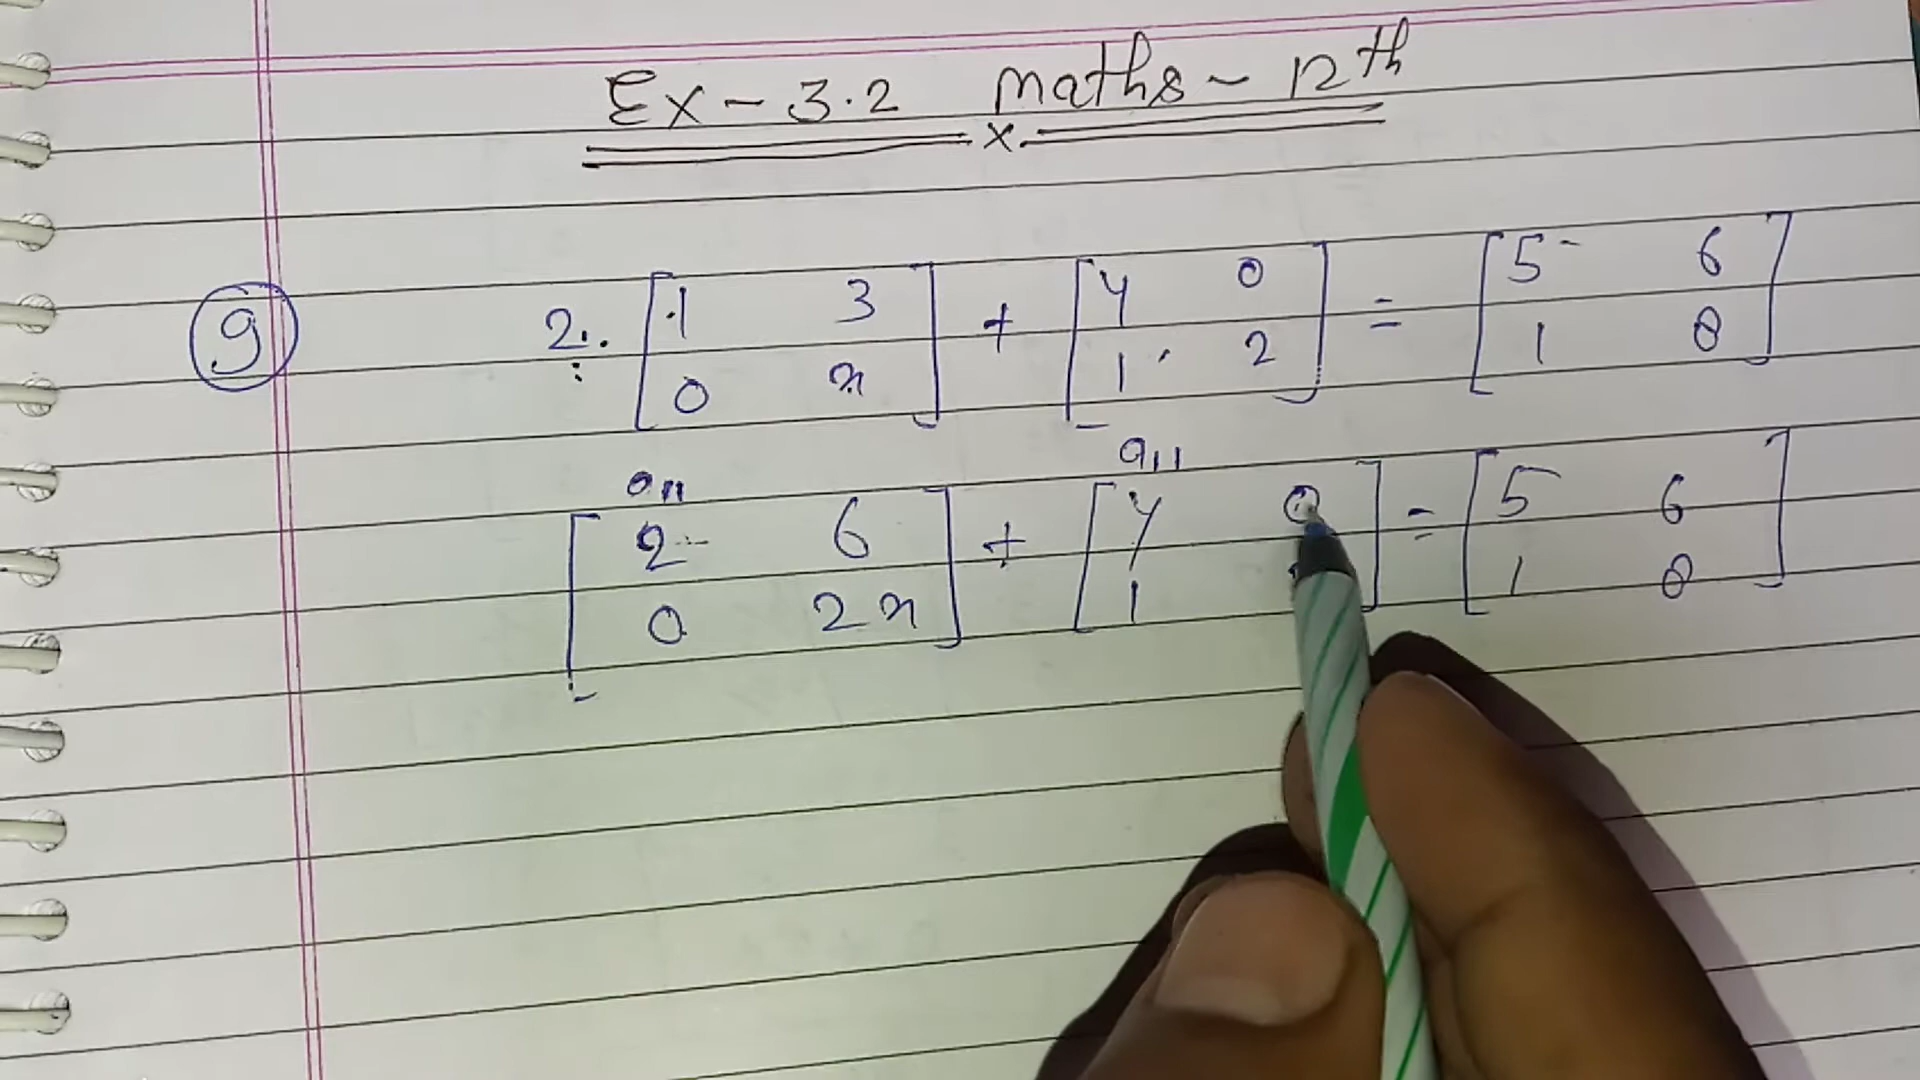 Ex - 3.2 Maths - 12th
x
9 2. [1 3 + [y 0 = [5 6
0 x] 1 2] 1 8]
a11 a11
[2 6 + [y 0 = [5 6
0 2x] 1 1 8]